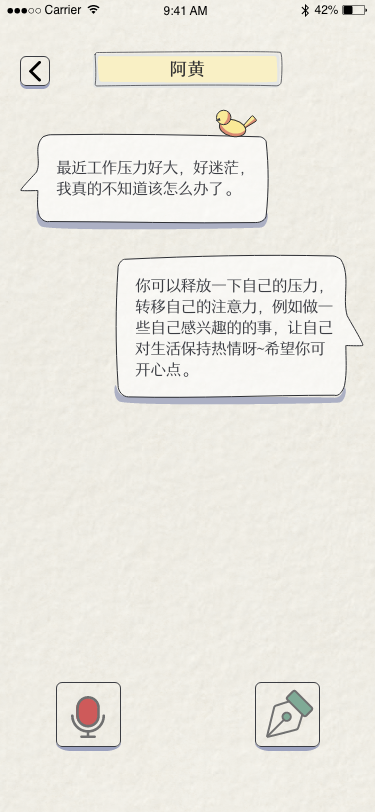 Carrier 9:41 AM 42%
阿黄
最近工作压力好大，好迷茫，
我真的不知道该怎么办了。
你可以释放一下自己的压力，
转移自己的注意力，例如做一
些自己感兴趣的的事，让自己
对生活保持热情呀~希望你可
开心点。